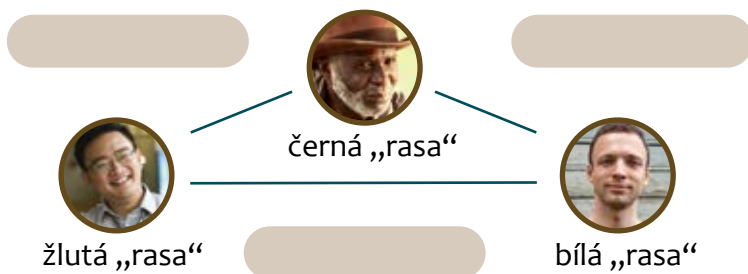 černá „rasa“
žlutá „rasa“
bílá „rasa“